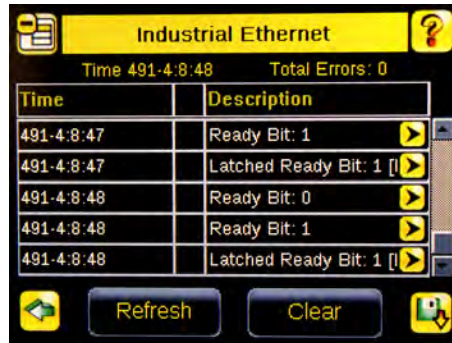 Industrial Ethernet
?
Time 491-4:8:48 Total Errors: 0
Time Description
491-4:8:47 Ready Bit: 1
491-4:8:47 Latched Ready Bit: 1 [
491-4:8:48 Ready Bit: 0
491-4:8:48 Ready Bit: 1
491-4:8:48 Latched Ready Bit: 1 [
Refresh Clear